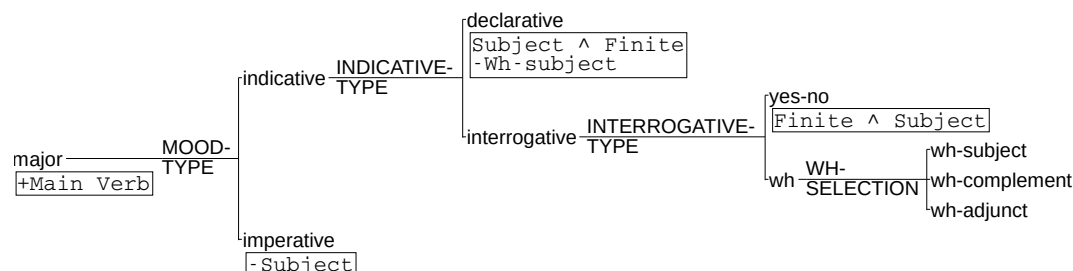 declarative
Subject ^ Finite
-Wh-subject
indicative INDICATIVE-
TYPE
yes-no
Finite ^ Subject
interrogative INTERROGATIVE-
TYPE
major MOOD-
TYPE
+Main Verb
wh-subject
wh WH-
SELECTION
wh-complement
wh-adjunct
imperative
-Subject